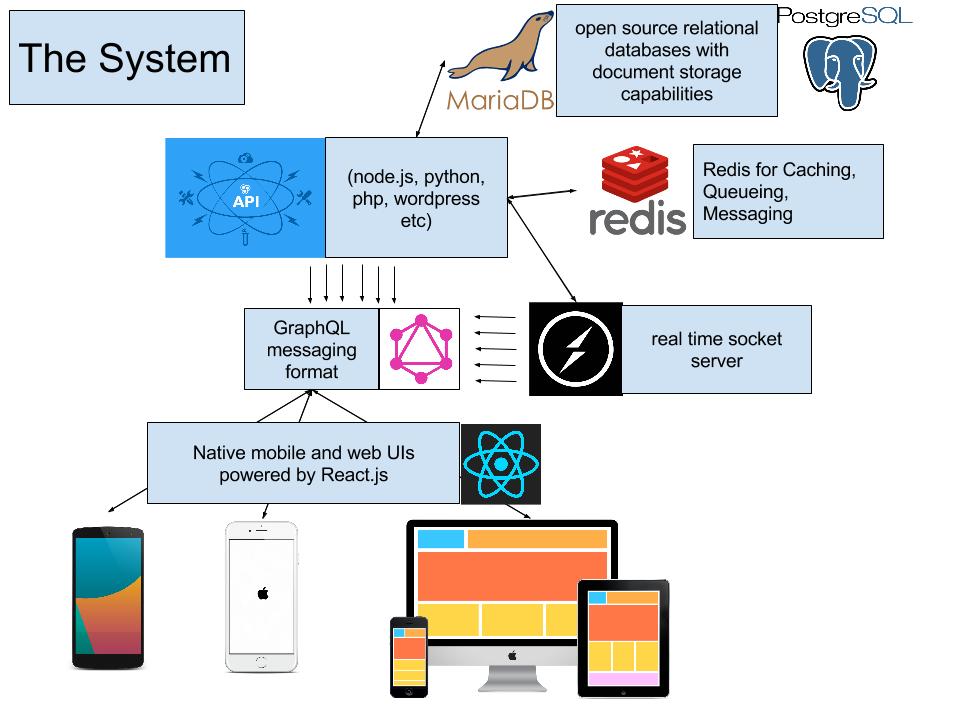 The System
MariaDB
open source relational
databases with
document storage
capabilities
PostgreSQL
API
(node.js, python,
php, wordpress
etc)
redis
Redis for Caching,
Queueing,
Messaging
GraphQL
messaging
format
real time socket
server
Native mobile and web UIs
powered by React.js